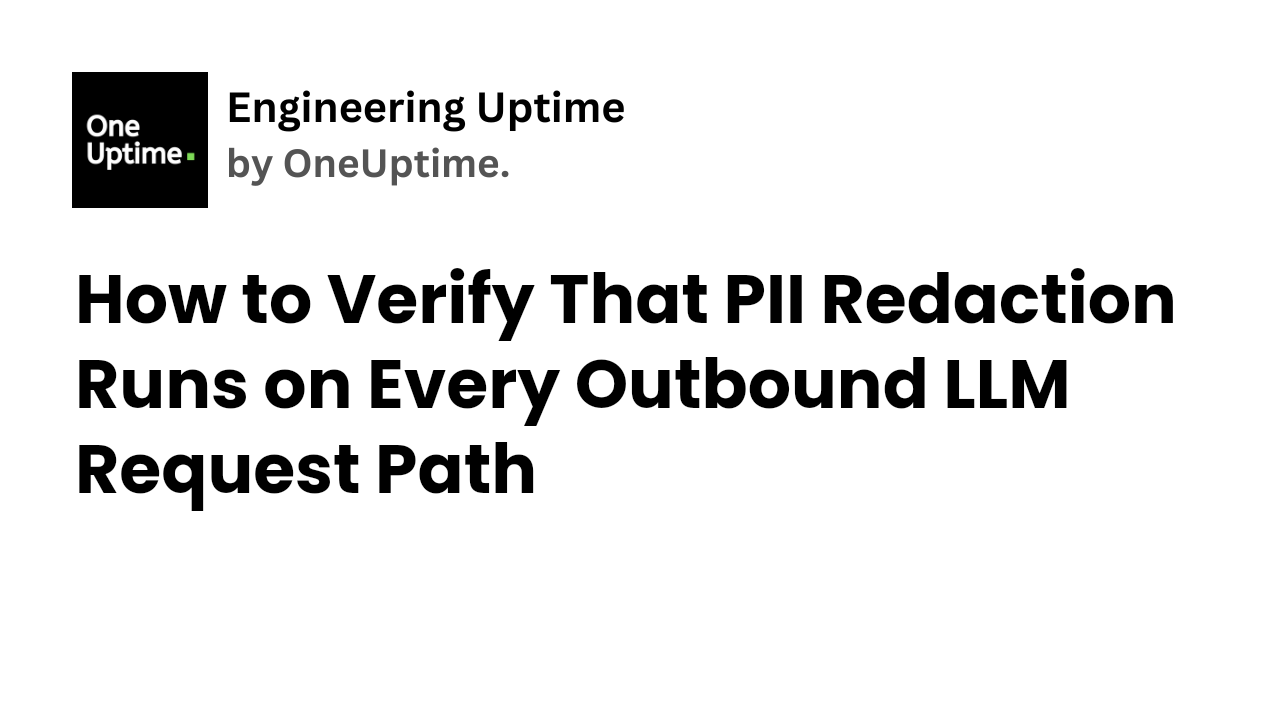 One
Uptime.
Engineering Uptime
by OneUptime.
How to Verify That PII Redaction
Runs on Every Outbound LLM
Request Path